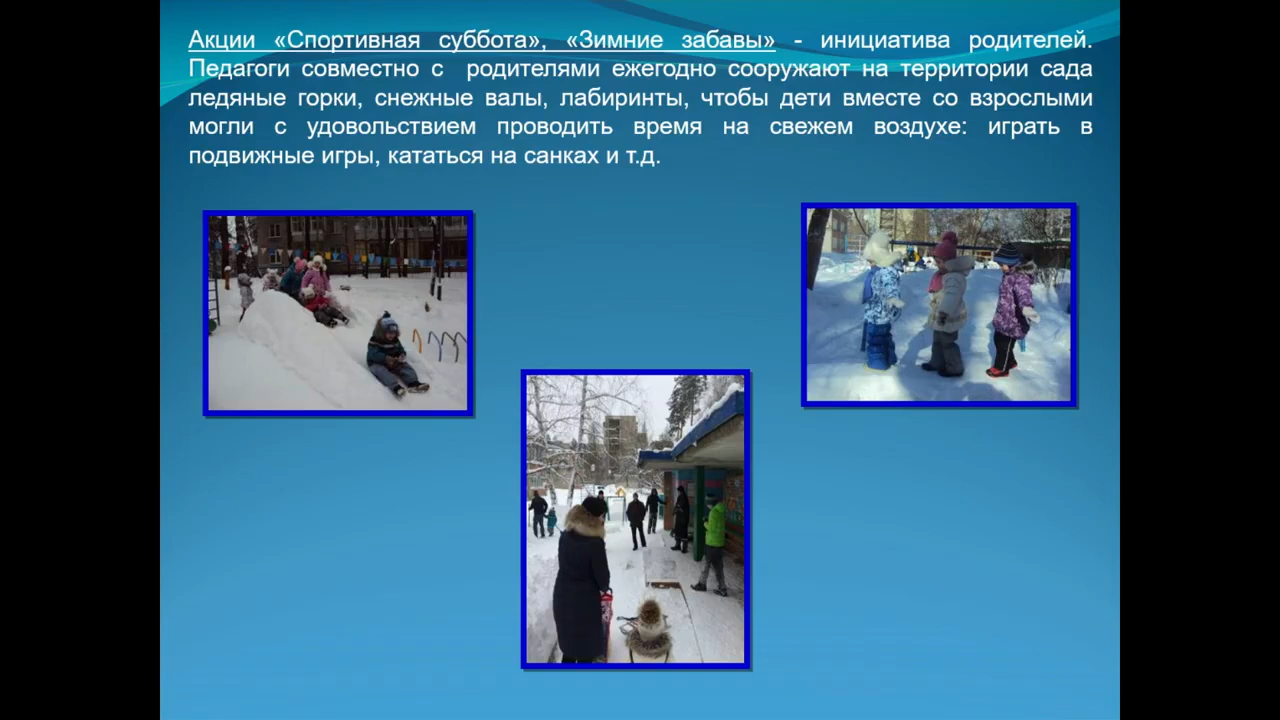 Акции «Спортивная суббота», «Зимние забавы» - инициатива родителей.
Педагоги совместно с родителями ежегодно сооружают на территории сада
ледяные горки, снежные валы, лабиринты, чтобы дети вместе со взрослыми
могли с удовольствием проводить время на свежем воздухе: играть в
подвижные игры, кататься на санках и т.д.